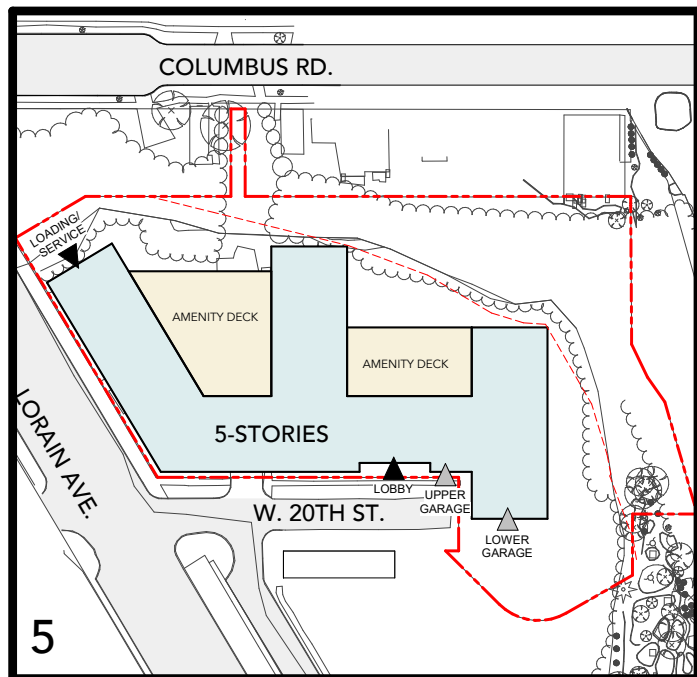 COLUMBUS RD.
LOADING/
SERVICE
AMENITY DECK
AMENITY DECK
5-STORIES
LORAIN AVE.
LOBBY
UPPER
GARAGE
W. 20TH ST.
LOWER
GARAGE
5